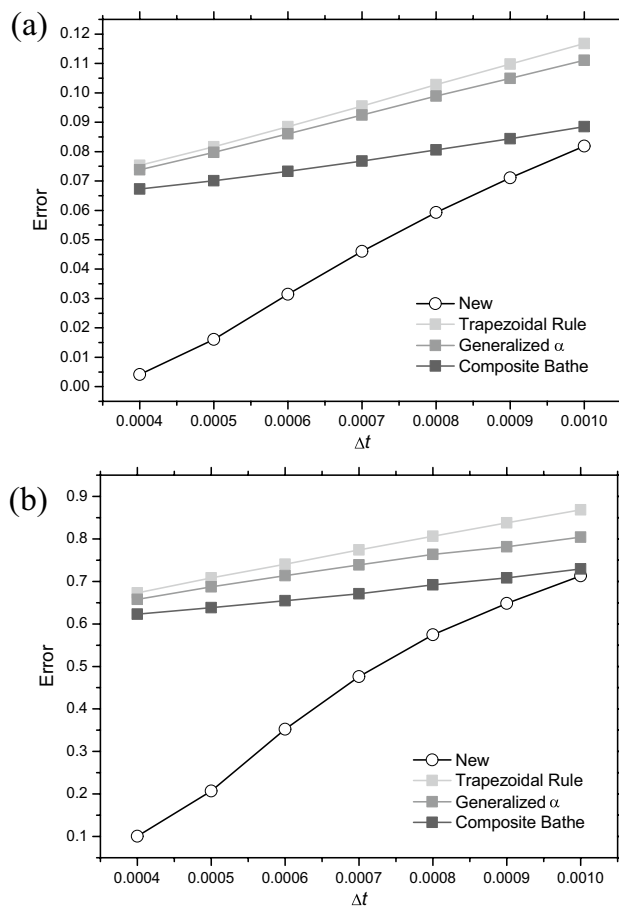 (a)
0.12
0.11
0.10
0.09
0.08
0.07
0.06
0.05
0.04
0.03
0.02
0.01
0.00
Error
New
Trapezoidal Rule
Generalized α
Composite Bathe
0.0004 0.0005 0.0006 0.0007 0.0008 0.0009 0.0010
Δt
(b)
0.9
0.8
0.7
0.6
0.5
0.4
0.3
0.2
0.1
Error
New
Trapezoidal Rule
Generalized α
Composite Bathe
0.0004 0.0005 0.0006 0.0007 0.0008 0.0009 0.0010
Δt